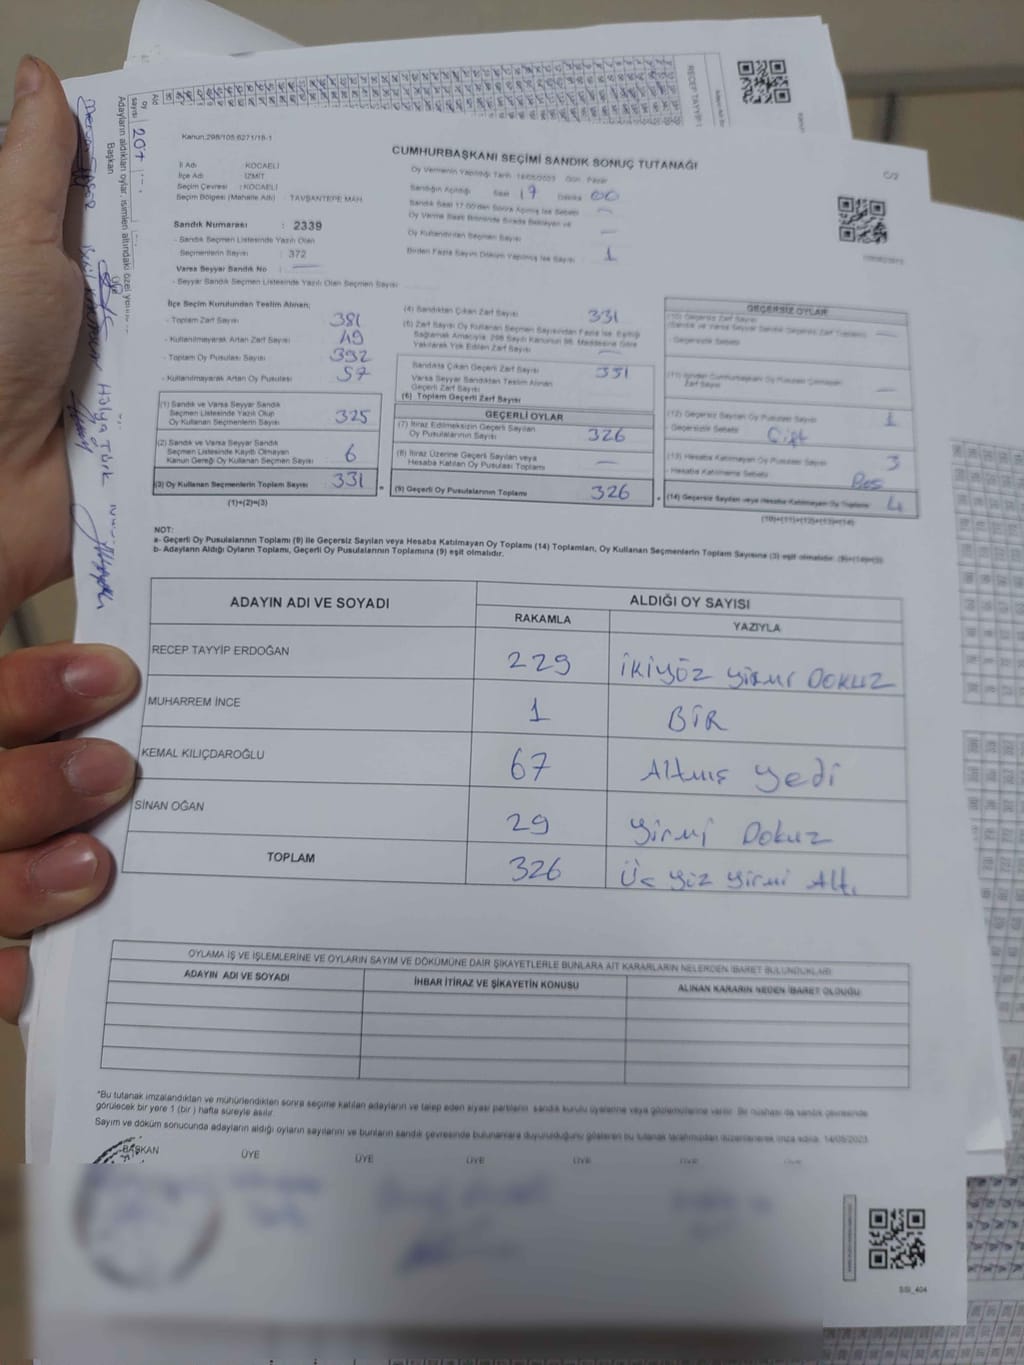 Kanun,298/105 6271/16-1
CUMHURBAŞKANI SEÇİMİ SANDIK SONUÇ TUTANAĞI
İl Adı KOCAELİ
İlçe Adı İZMİT
Seçim Çevresi : KOCAELİ
Seçim Bölgesi (Mahalle Adı) : TAVŞANTEPE MAH.
Sandık Numarası : 2339
- Sandık Seçmen Listesinde Yazılı Olan
Seçmenlerin Sayısı : 372
Varsa Seyyar Sandık No : —
- Seyyar Sandık Seçmen Listesinde Yazılı Olan Seçmen Sayısı
Oy Vermenin Yapıldığı Tarih : 14/05/2023 Gün : Pazar
Sandığın Açıldığı Saat 19 Dakika 00
Sandık Saat 17.00'den Sonra Açılmış İse Sebebi —
Oy Verme Saati Bitiminde Sırada Bekleyen ve
Oy Kullandırılan Seçmen Sayısı —
Birden Fazla Sayım Döküm Yapılmış İse Sayısı 1
İlçe Seçim Kurulundan Teslim Alınan;
- Toplam Zarf Sayısı 381
- Kullanılmayarak Artan Zarf Sayısı 49
- Toplam Oy Pusulası Sayısı 392
- Kullanılmayarak Artan Oy Pusulası 57
(1) Sandık ve Varsa Seyyar Sandık
Seçmen Listesinde Yazılı Olup
Oy Kullanan Seçmenlerin Sayısı 325
(2) Sandık ve Varsa Seyyar Sandık
Seçmen Listesinde Kaydı Olmayan
Kanun Gereği Oy Kullanan Seçmen Sayısı 6
(3) Oy Kullanan Seçmenlerin Toplam Sayısı 331
(1)+(2)=(3)
(4) Sandıktan Çıkan Zarf Sayısı 331
(5) Zarf Sayısı Oy Kullanan Seçmen Sayısından Fazla İse Eşitliği
Sağlamak Amacıyla, 298 Sayılı Kanunun 98. Maddesine Göre
Yakılarak Yok Edilen Zarf Sayısı —
Sandıkta Çıkan Geçerli Zarf Sayısı 331
Varsa Seyyar Sandıktan Teslim Alınan
Geçerli Zarf Sayısı
(6) Toplam Geçerli Zarf Sayısı
GEÇERLİ OYLAR
(7) İtiraz Edilmeksizin Geçerli Sayılan
Oy Pusulalarının Sayısı 326
(8) İtiraz Üzerine Geçerli Sayılan veya
Hesaba Katılan Oy Pusulası Toplamı —
(9) Geçerli Oy Pusulalarının Toplamı 326
GEÇERSİZ OYLAR
(10) Geçersiz Zarf Sayısı
(Sandık ve Varsa Seyyar Sandık Geçersiz Zarf Toplamı) —
- Geçersizlik Sebebi
Zarf Sayısı —
(12) Geçersiz Sayılan Oy Pusulası Sayısı 1
- Geçersizlik Sebebi Çift
(13) Hesaba Katılmayan Oy Pusulası Sayısı 3
- Hesaba Katılmama Sebebi Boş
(14) Geçersiz Sayılan veya Hesaba Katılmayan Oy Toplamı 4
(10)+(11)+(12)+(13)=(14)
NOT:
a- Geçerli Oy Pusulalarının Toplamı (9) ile Geçersiz Sayılan veya Hesaba Katılmayan Oy Toplamı (14) Toplamları, Oy Kullanan Seçmenlerin Toplam Sayısına (3) eşit olmalıdır. (9)+(14)=(3)
b- Adayların Aldığı Oyların Toplamı, Geçerli Oy Pusulalarının Toplamına (9) eşit olmalıdır.
ADAYIN ADI VE SOYADI
ALDIĞI OY SAYISI
RAKAMLA YAZIYLA
RECEP TAYYİP ERDOĞAN 229 ikiyüz yirmi DOKUZ
MUHARREM İNCE 1 BİR
KEMAL KILIÇDAROĞLU 67 Altmış yedi
SİNAN OĞAN 29 yirmi Dokuz
TOPLAM 326 Üç yüz yirmi Altı
OYLAMA İŞ VE İŞLEMLERİNE VE OYLARIN SAYIM VE DÖKÜMÜNE DAİR ŞİKAYETLERLE BUNLARA AİT KARARLARIN NELERDEN İBARET BULUNDUKLARI
ADAYIN ADI VE SOYADI İHBAR İTİRAZ VE ŞİKAYETİN KONUSU ALINAN KARARIN NEDEN İBARET OLDUĞU
*Bu tutanak imzalandıktan ve mühürlendikten sonra seçime katılan adayların ve talep eden siyasi partilerin sandık kurulu üyelerine veya gözlemcilerine verilir. Bir nüshası da sandık çevresinde
görülecek bir yere 1 (bir) hafta süreyle asılır.
Sayım ve döküm sonucunda adayların aldığı oyların sayılarını ve bunların sandık çevresinde bulunanlara duyurulduğunu gösteren bu tutanak tarafımızdan düzenlenerek imza edildi. 14/05/2023
BAŞKAN ÜYE ÜYE ÜYE ÜYE ÜYE ÜYE
SSI_404
RECEP TAYYİP
Oy sayısı 207
Adayların aldıkları oylar, isimleri altındaki özel
Başkan
Üye
Hülya Türk